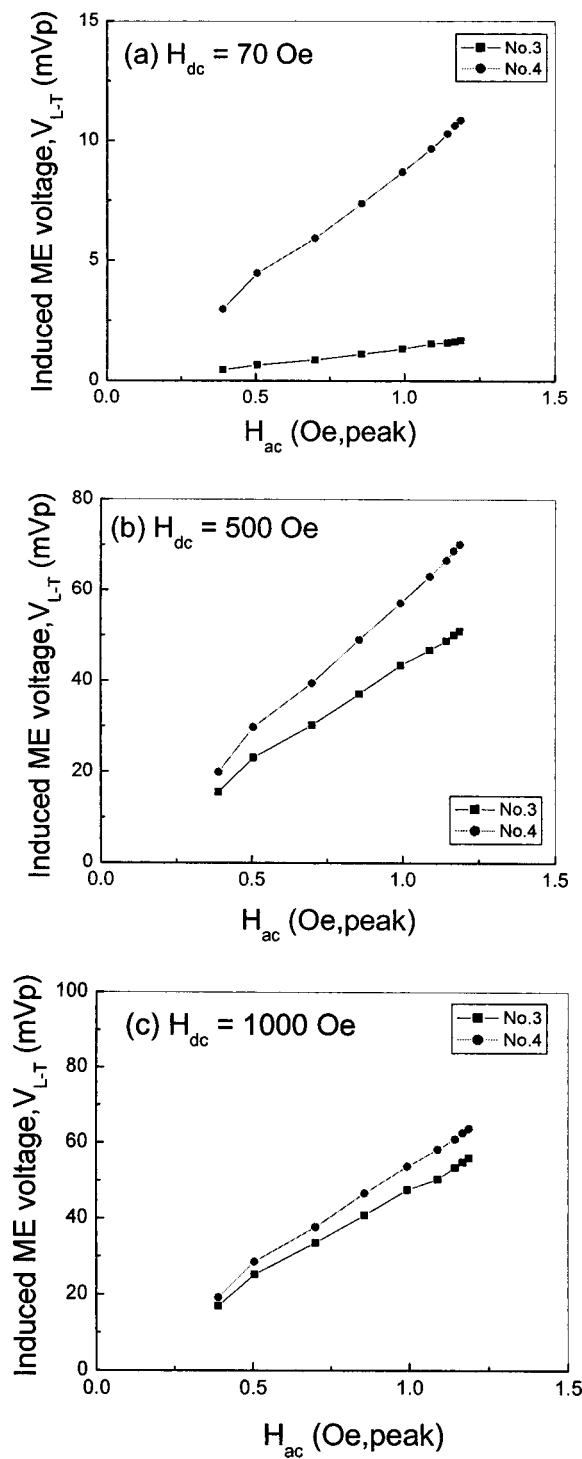 15
(a) H_dc = 70 Oe
No.3
No.4
10
5
0
0.0 0.5 1.0 1.5
Induced ME voltage,V_L-T (mVp)
H_ac (Oe,peak)
80
(b) H_dc = 500 Oe
60
40
20
0
No.3
No.4
0.0 0.5 1.0 1.5
Induced ME voltage,V_L-T (mVp)
H_ac (Oe,peak)
100
(c) H_dc = 1000 Oe
No.3
No.4
80
60
40
20
0
0.0 0.5 1.0 1.5
Induced ME voltage,V_L-T (mVp)
H_ac (Oe,peak)